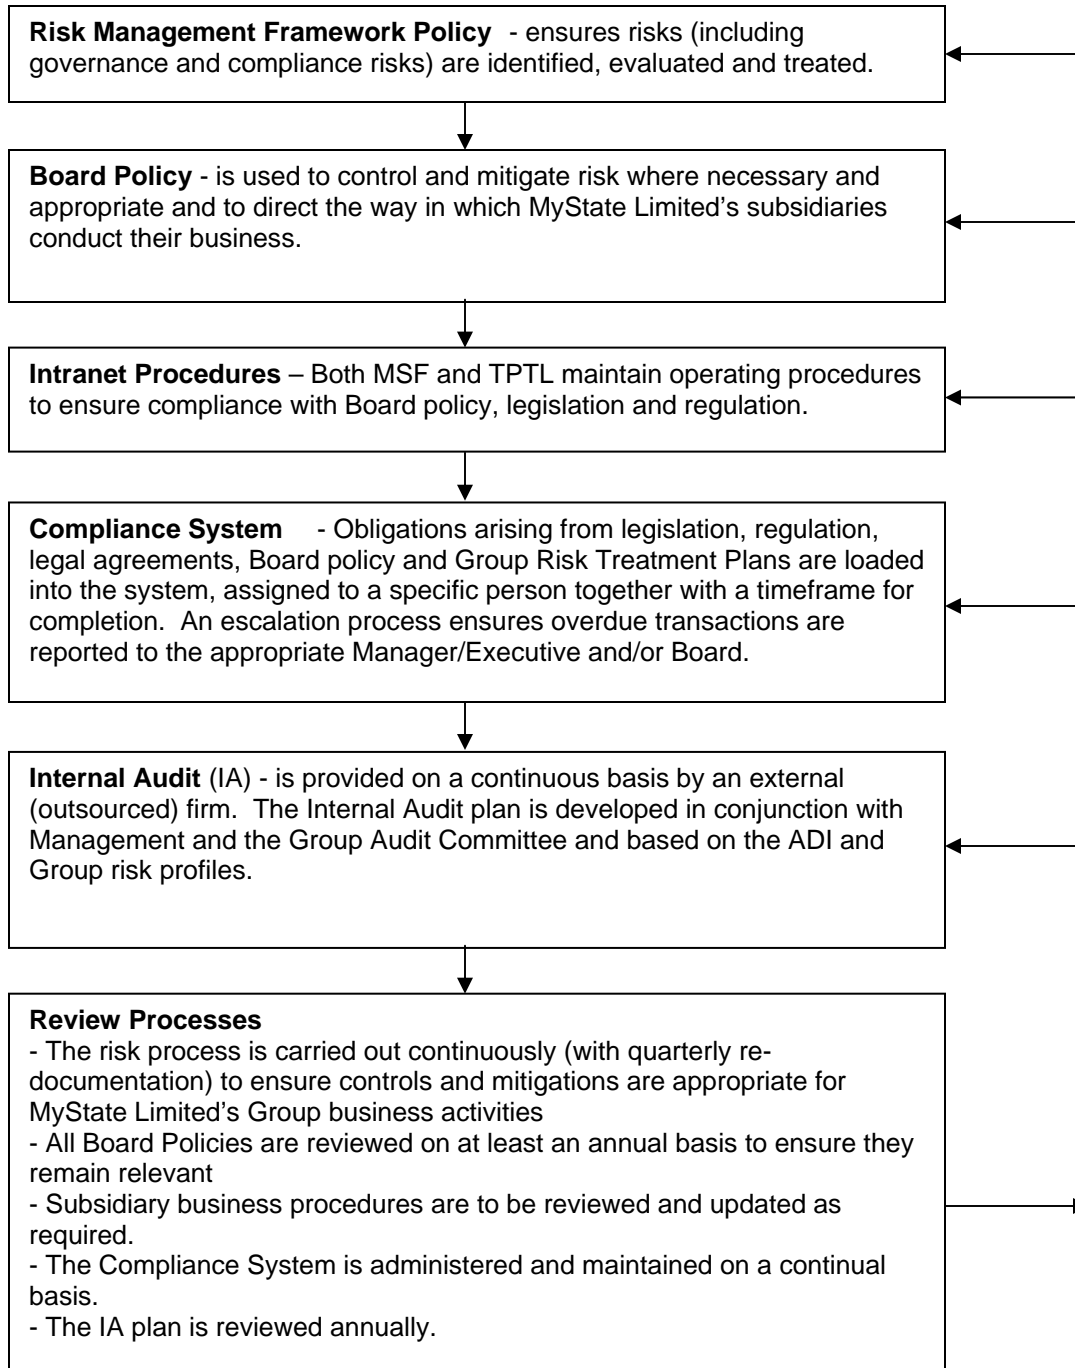 Risk Management Framework Policy - ensures risks (including
governance and compliance risks) are identified, evaluated and treated.
Board Policy - is used to control and mitigate risk where necessary and
appropriate and to direct the way in which MyState Limited's subsidiaries
conduct their business.
Intranet Procedures – Both MSF and TPTL maintain operating procedures
to ensure compliance with Board policy, legislation and regulation.
Compliance System - Obligations arising from legislation, regulation,
legal agreements, Board policy and Group Risk Treatment Plans are loaded
into the system, assigned to a specific person together with a timeframe for
completion. An escalation process ensures overdue transactions are
reported to the appropriate Manager/Executive and/or Board.
Internal Audit (IA) - is provided on a continuous basis by an external
(outsourced) firm. The Internal Audit plan is developed in conjunction with
Management and the Group Audit Committee and based on the ADI and
Group risk profiles.
Review Processes
- The risk process is carried out continuously (with quarterly re-
documentation) to ensure controls and mitigations are appropriate for
MyState Limited's Group business activities
- All Board Policies are reviewed on at least an annual basis to ensure they
remain relevant
- Subsidiary business procedures are to be reviewed and updated as
required.
- The Compliance System is administered and maintained on a continual
basis.
- The IA plan is reviewed annually.